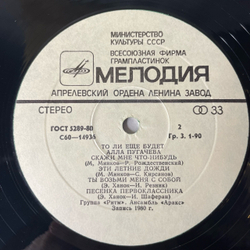 МИНИСТЕРСТВО
КУЛЬТУРЫ СССР
ВСЕСОЮЗНАЯ ФИРМА
ГРАМПЛАСТИНОК
МЕЛОДИЯ
АПРЕЛЕВСКИЙ ОРДЕНА ЛЕНИНА ЗАВОД
СТЕРЕО 33
ГОСТ 5289-80 2
С60—14935 Гр. 3. 1-90
ТО ЛИ ЕЩЕ БУДЕТ
АЛЛА ПУГАЧЕВА
СКАЖИ МНЕ ЧТО-НИБУДЬ
(М. Минков—Р. Рождественский)
ЭТИ ЛЕТНИЕ ДОЖДИ
(М. Минков—С. Кирсанов)
ТЫ ВОЗЬМИ МЕНЯ С СОБОЙ
(Э. Ханок—И. Резник)
ПЕСЕНКА ПЕРВОКЛАССНИКА
(Э. Ханок—И. Шаферан)
Группа «Ритм», Ансамбль «Аракс»
Запись 1980 г.